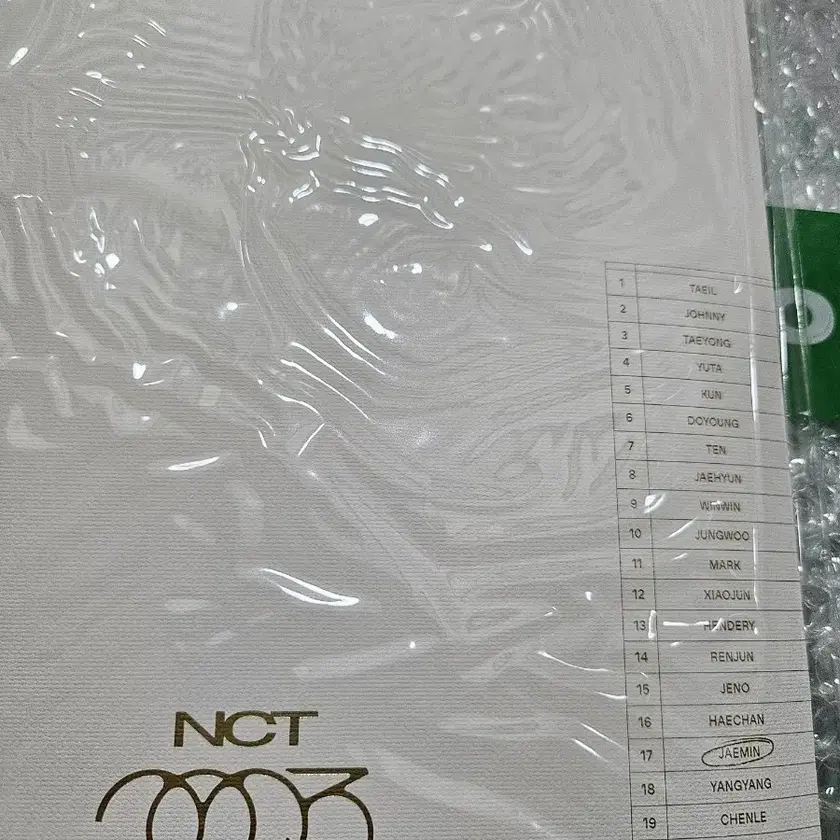 1 TAEIL
2 JOHNNY
3 TAEYONG
4 YUTA
5 KUN
6 DOYOUNG
7 TEN
8 JAEHYUN
9 WINWIN
10 JUNGWOO
11 MARK
12 XIAOJUN
13 HENDERY
14 RENJUN
15 JENO
16 HAECHAN
17 JAEMIN
18 YANGYANG
19 CHENLE
NCT